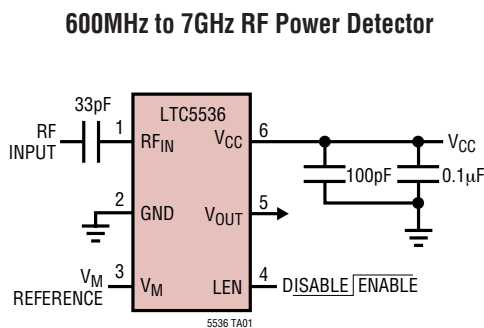 600MHz to 7GHz RF Power Detector
33pF
LTC5536
RF
INPUT
1
RFIN
VCC
6
VCC
100pF
0.1µF
2
GND
VOUT
5
VM
REFERENCE
3
VM
LEN
4
DISABLE ENABLE
5536 TA01